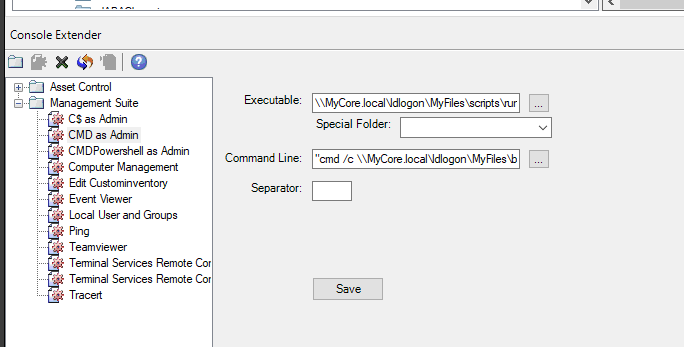 Console Extender
Asset Control
Management Suite
C$ as Admin
CMD as Admin
CMDPowershell as Admin
Computer Management
Edit Custominventory
Event Viewer
Local User and Groups
Ping
Teamviewer
Terminal Services Remote Cor
Terminal Services Remote Cor
Tracert
Executable: \\MyCore.local\ldlogon\MyFiles\scripts\rur ...
Special Folder:
Command Line: "cmd /c \\MyCore.local\ldlogon\MyFiles\b ...
Separator:
Save